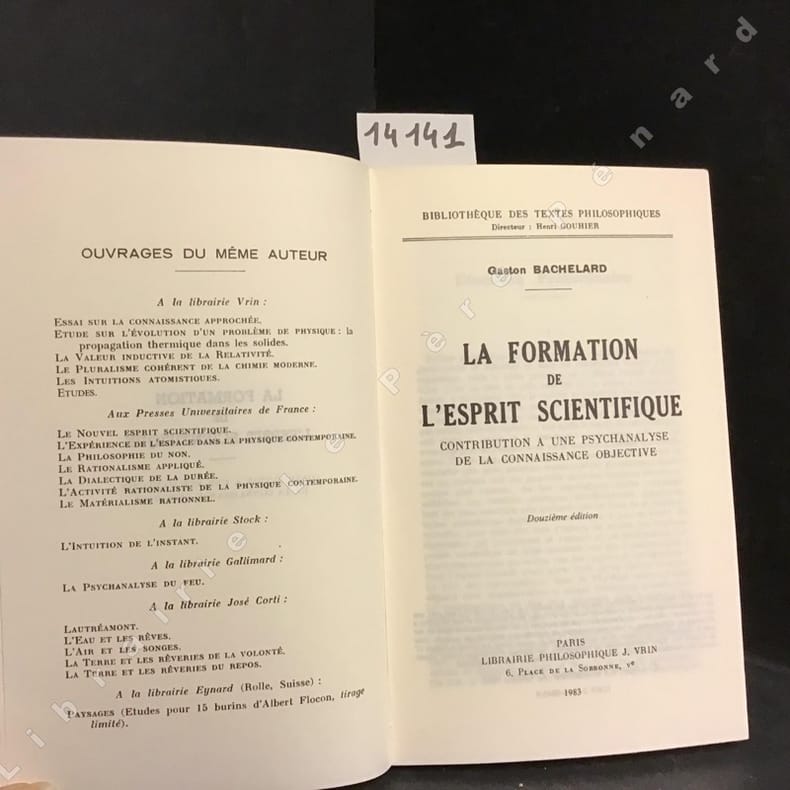 14141
OUVRAGES DU MÊME AUTEUR
A la librairie Vrin :
ESSAI SUR LA CONNAISSANCE APPROCHÉE.
ETUDE SUR L'ÉVOLUTION D'UN PROBLÈME DE PHYSIQUE : la
propagation thermique dans les solides.
LA VALEUR INDUCTIVE DE LA RELATIVITÉ.
LE PLURALISME COHÉRENT DE LA CHIMIE MODERNE.
LES INTUITIONS ATOMISTIQUES.
ETUDES.
Aux Presses Universitaires de France :
LE NOUVEL ESPRIT SCIENTIFIQUE.
L'EXPÉRIENCE DE L'ESPACE DANS LA PHYSIQUE CONTEMPORAINE.
LA PHILOSOPHIE DU NON.
LE RATIONALISME APPLIQUÉ.
LA DIALECTIQUE DE LA DURÉE.
L'ACTIVITÉ RATIONALISTE DE LA PHYSIQUE CONTEMPORAINE.
LE MATÉRIALISME RATIONNEL.
A la librairie Stock :
L'INTUITION DE L'INSTANT.
A la librairie Gallimard :
LA PSYCHANALYSE DU FEU.
A la librairie José Corti :
LAUTRÉAMONT.
L'EAU ET LES RÊVES.
L'AIR ET LES SONGES.
LA TERRE ET LES RÊVERIES DE LA VOLONTÉ.
LA TERRE ET LES RÊVERIES DU REPOS.
A la librairie Eynard (Rolle, Suisse) :
PAYSAGES (Etudes pour 15 burins d'Albert Flocon, tirage
limité).
BIBLIOTHÈQUE DES TEXTES PHILOSOPHIQUES
Directeur : Henri GOUHIER
Gaston BACHELARD
LA FORMATION
DE
L'ESPRIT SCIENTIFIQUE
CONTRIBUTION A UNE PSYCHANALYSE
DE LA CONNAISSANCE OBJECTIVE
Douzième édition
PARIS
LIBRAIRIE PHILOSOPHIQUE J. VRIN
6, PLACE DE LA SORBONNE, Ve
1983
Librairie Le Père Pénard